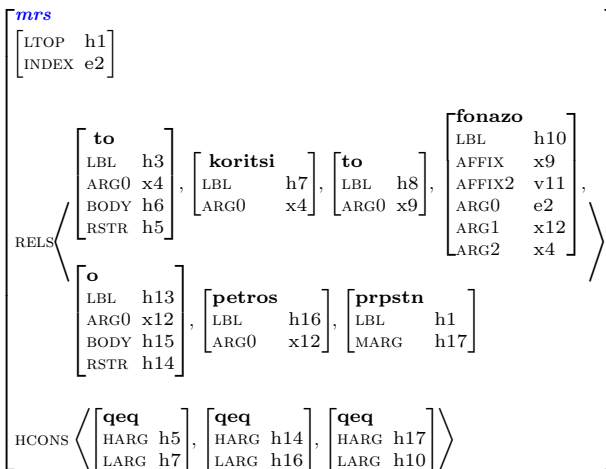 mrs
LTOP h1
INDEX e2
RELS
to
LBL h3
ARG0 x4
BODY h6
RSTR h5
,
koritsi
LBL h7
ARG0 x4
,
to
LBL h8
ARG0 x9
,
fonazo
LBL h10
AFFIX x9
AFFIX2 v11
ARG0 e2
ARG1 x12
ARG2 x4
,
o
LBL h13
ARG0 x12
BODY h15
RSTR h14
,
petros
LBL h16
ARG0 x12
,
prpstn
LBL h1
MARG h17
HCONS
qeq
HARG h5
LARG h7
,
qeq
HARG h14
LARG h16
,
qeq
HARG h17
LARG h10